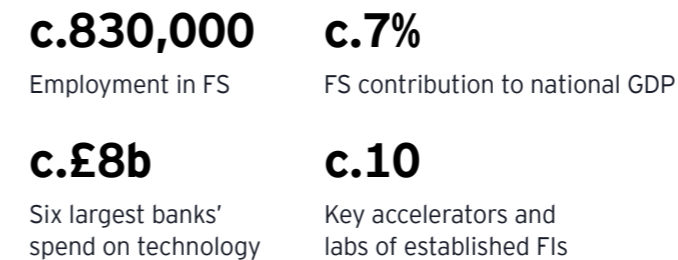 c.830,000
Employment in FS
c.7%
FS contribution to national GDP
c.£8b
Six largest banks'
spend on technology
c.10
Key accelerators and
labs of established FIs